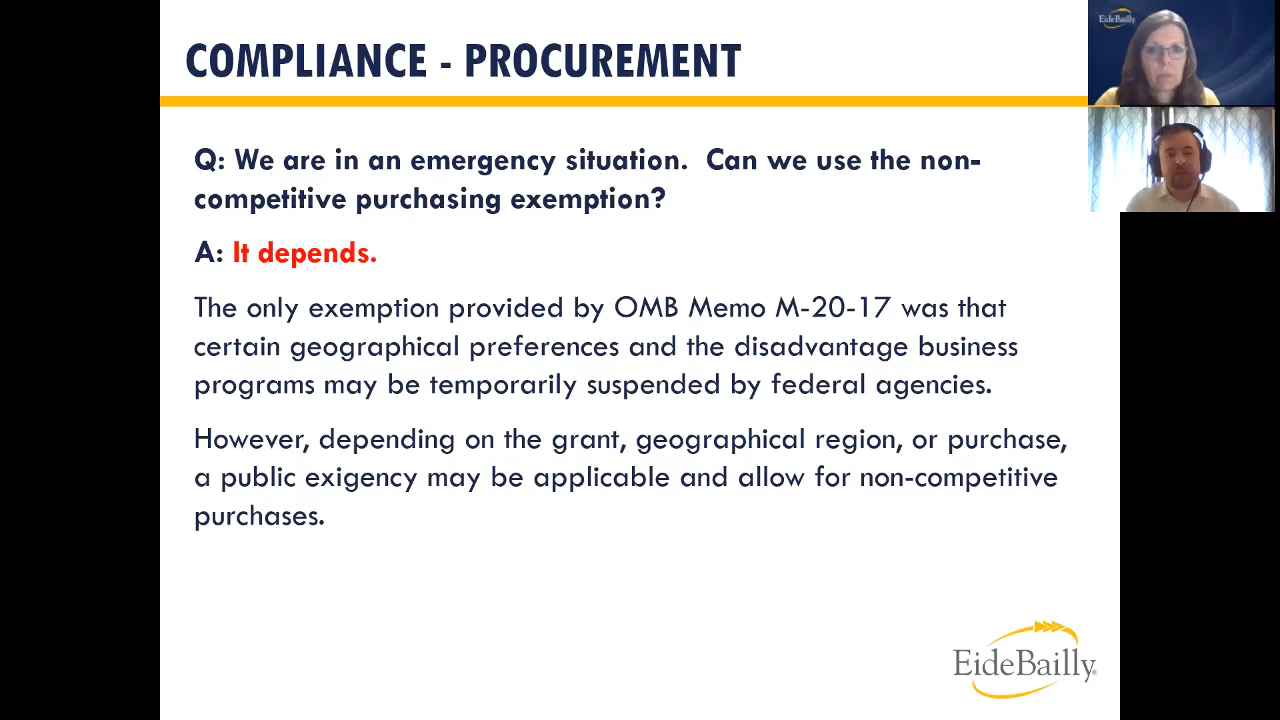 COMPLIANCE - PROCUREMENT
EideBailly
Q: We are in an emergency situation.  Can we use the non-
competitive purchasing exemption?
A: It depends.
The only exemption provided by OMB Memo M-20-17 was that
certain geographical preferences and the disadvantage business
programs may be temporarily suspended by federal agencies.
However, depending on the grant, geographical region, or purchase,
a public exigency may be applicable and allow for non-competitive
purchases.
EideBailly®